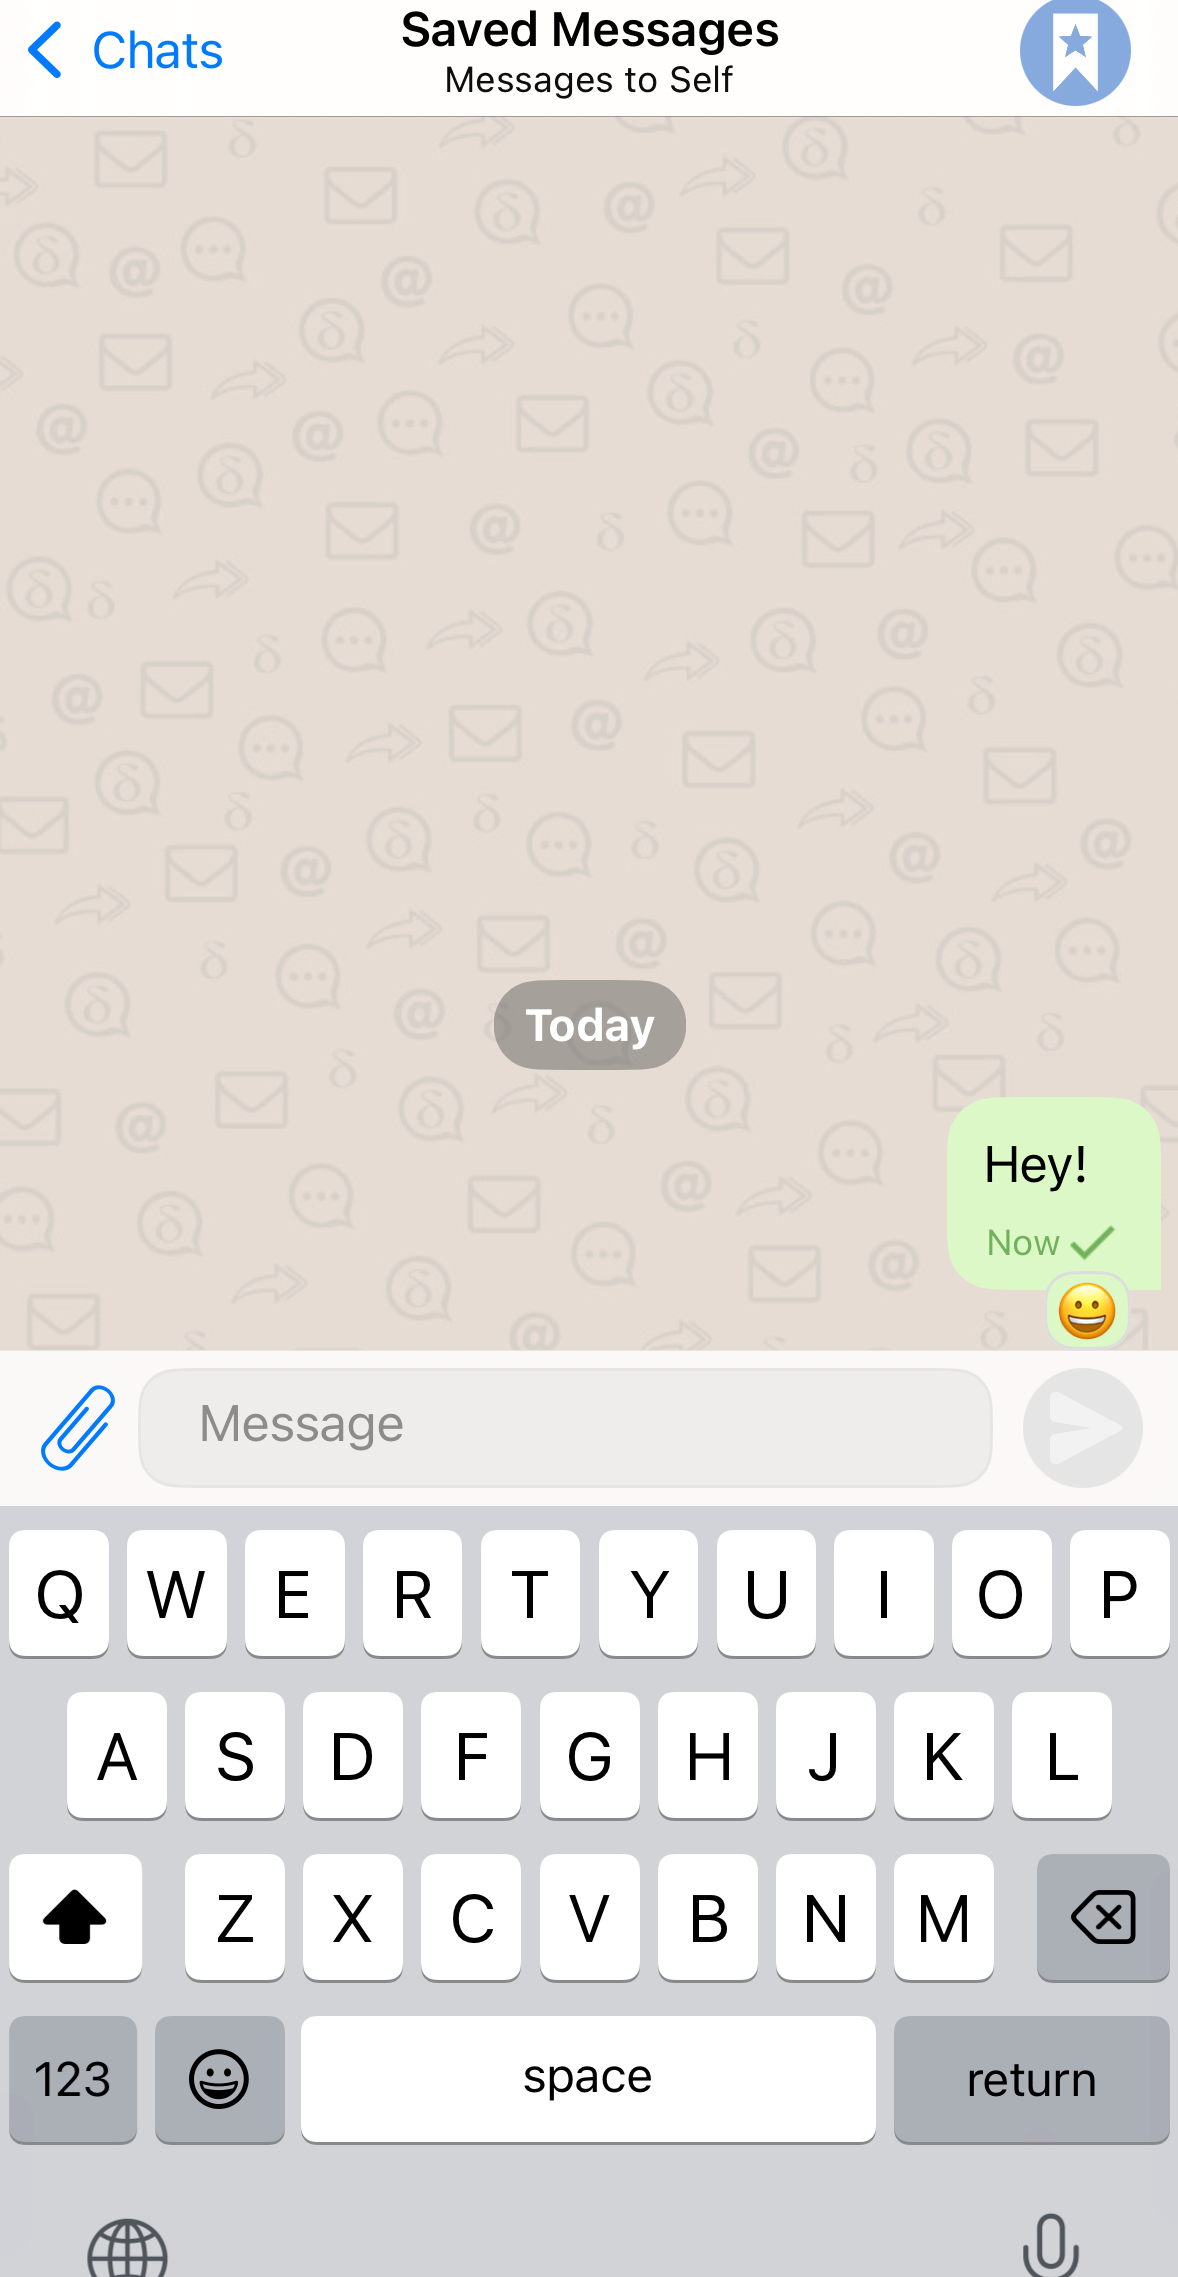 Chats
Saved Messages
Messages to Self
Today
Hey!
Now
Message
Q W E R T Y U I O P
A S D F G H J K L
Z X C V B N M
123 space return